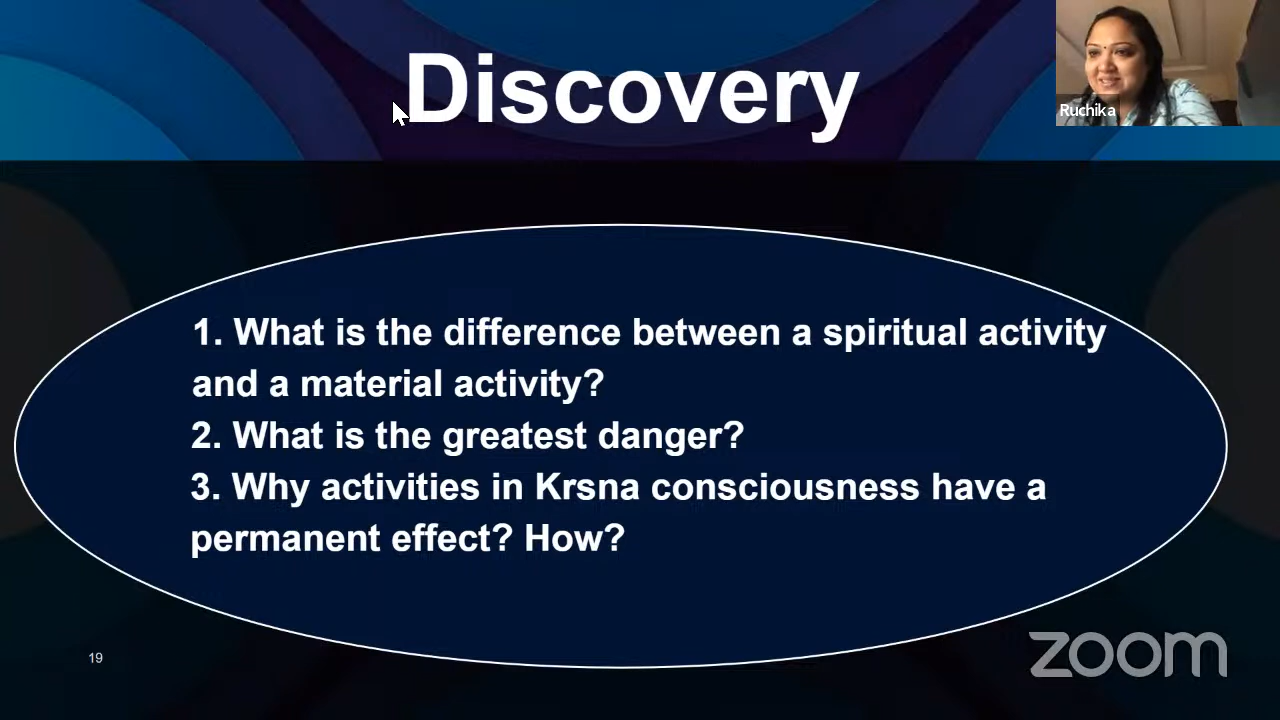 Discovery
Ruchika
1. What is the difference between a spiritual activity
and a material activity?
2. What is the greatest danger?
3. Why activities in Krsna consciousness have a
permanent effect? How?
19
zoom